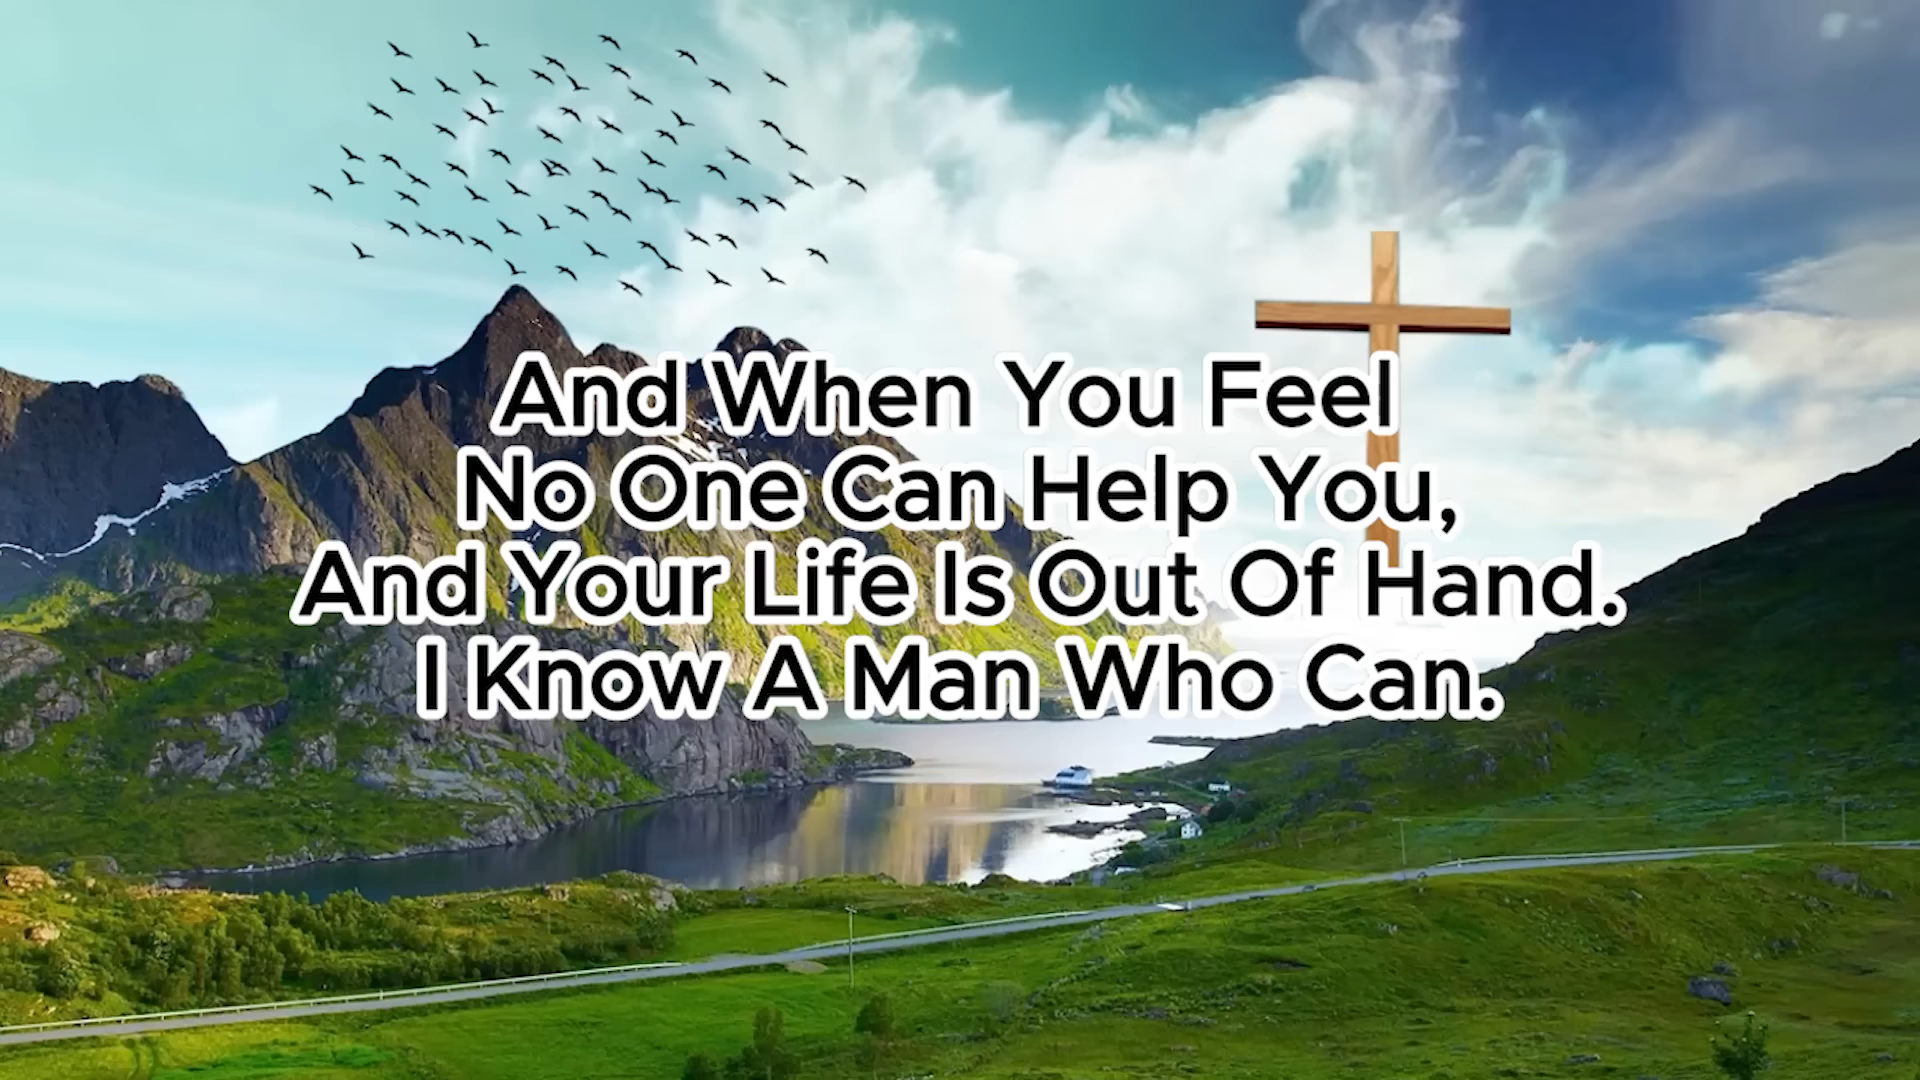 And When You Feel
No One Can Help You,
And Your Life Is Out Of Hand.
I Know A Man Who Can.